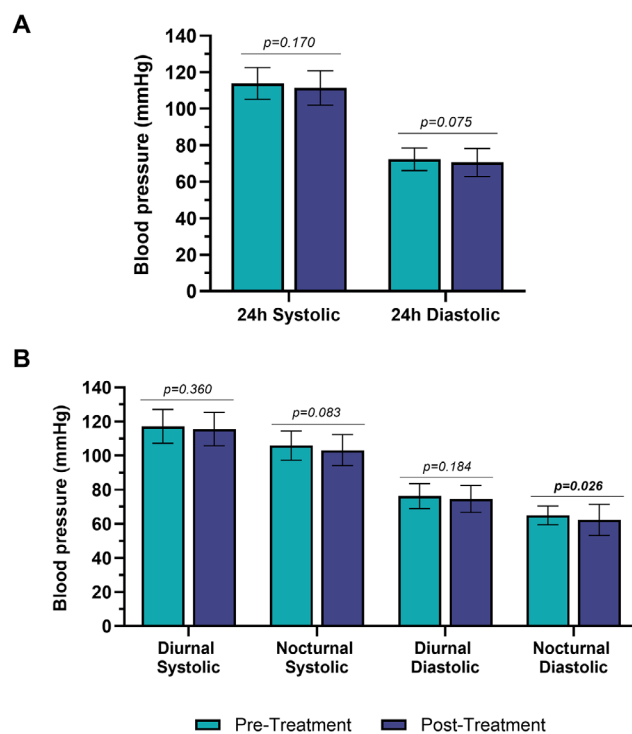 A
Blood pressure (mmHg)
140
120
100
80
60
40
20
0
p=0.170
p=0.075
24h Systolic
24h Diastolic
B
Blood pressure (mmHg)
140
120
100
80
60
40
20
0
p=0.360
p=0.083
p=0.184
p=0.026
Diurnal
Systolic
Nocturnal
Systolic
Diurnal
Diastolic
Nocturnal
Diastolic
Pre-Treatment
Post-Treatment